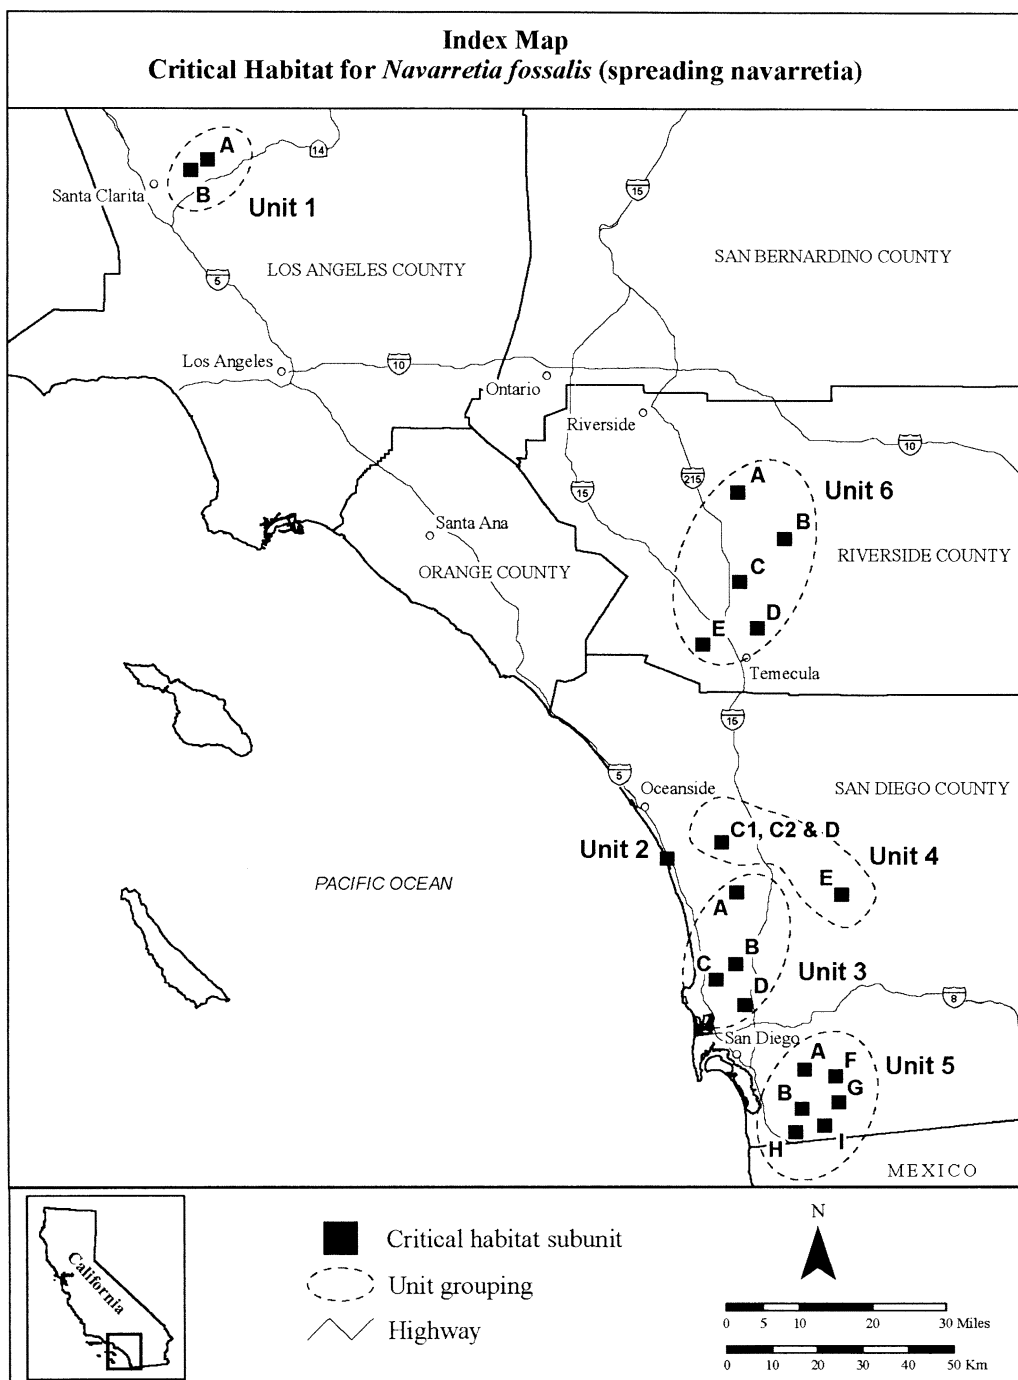 Index Map
Critical Habitat for Navarretia fossalis (spreading navarretia)
A
14
B
Santa Clarita
Unit 1
15
SAN BERNARDINO COUNTY
LOS ANGELES COUNTY
5
Los Angeles
10
Ontario
Riverside
10
215
A
Unit 6
15
B
Santa Ana
RIVERSIDE COUNTY
ORANGE COUNTY
C
D
E
Temecula
15
5
Oceanside
SAN DIEGO COUNTY
C1, C2 & D
Unit 2
Unit 4
E
PACIFIC OCEAN
A
B
C
Unit 3
D
8
San Diego
A
F
Unit 5
B
G
H
I
MEXICO
California
Critical habitat subunit
Unit grouping
Highway
N
0 5 10 20 30 Miles
0 10 20 30 40 50 Km